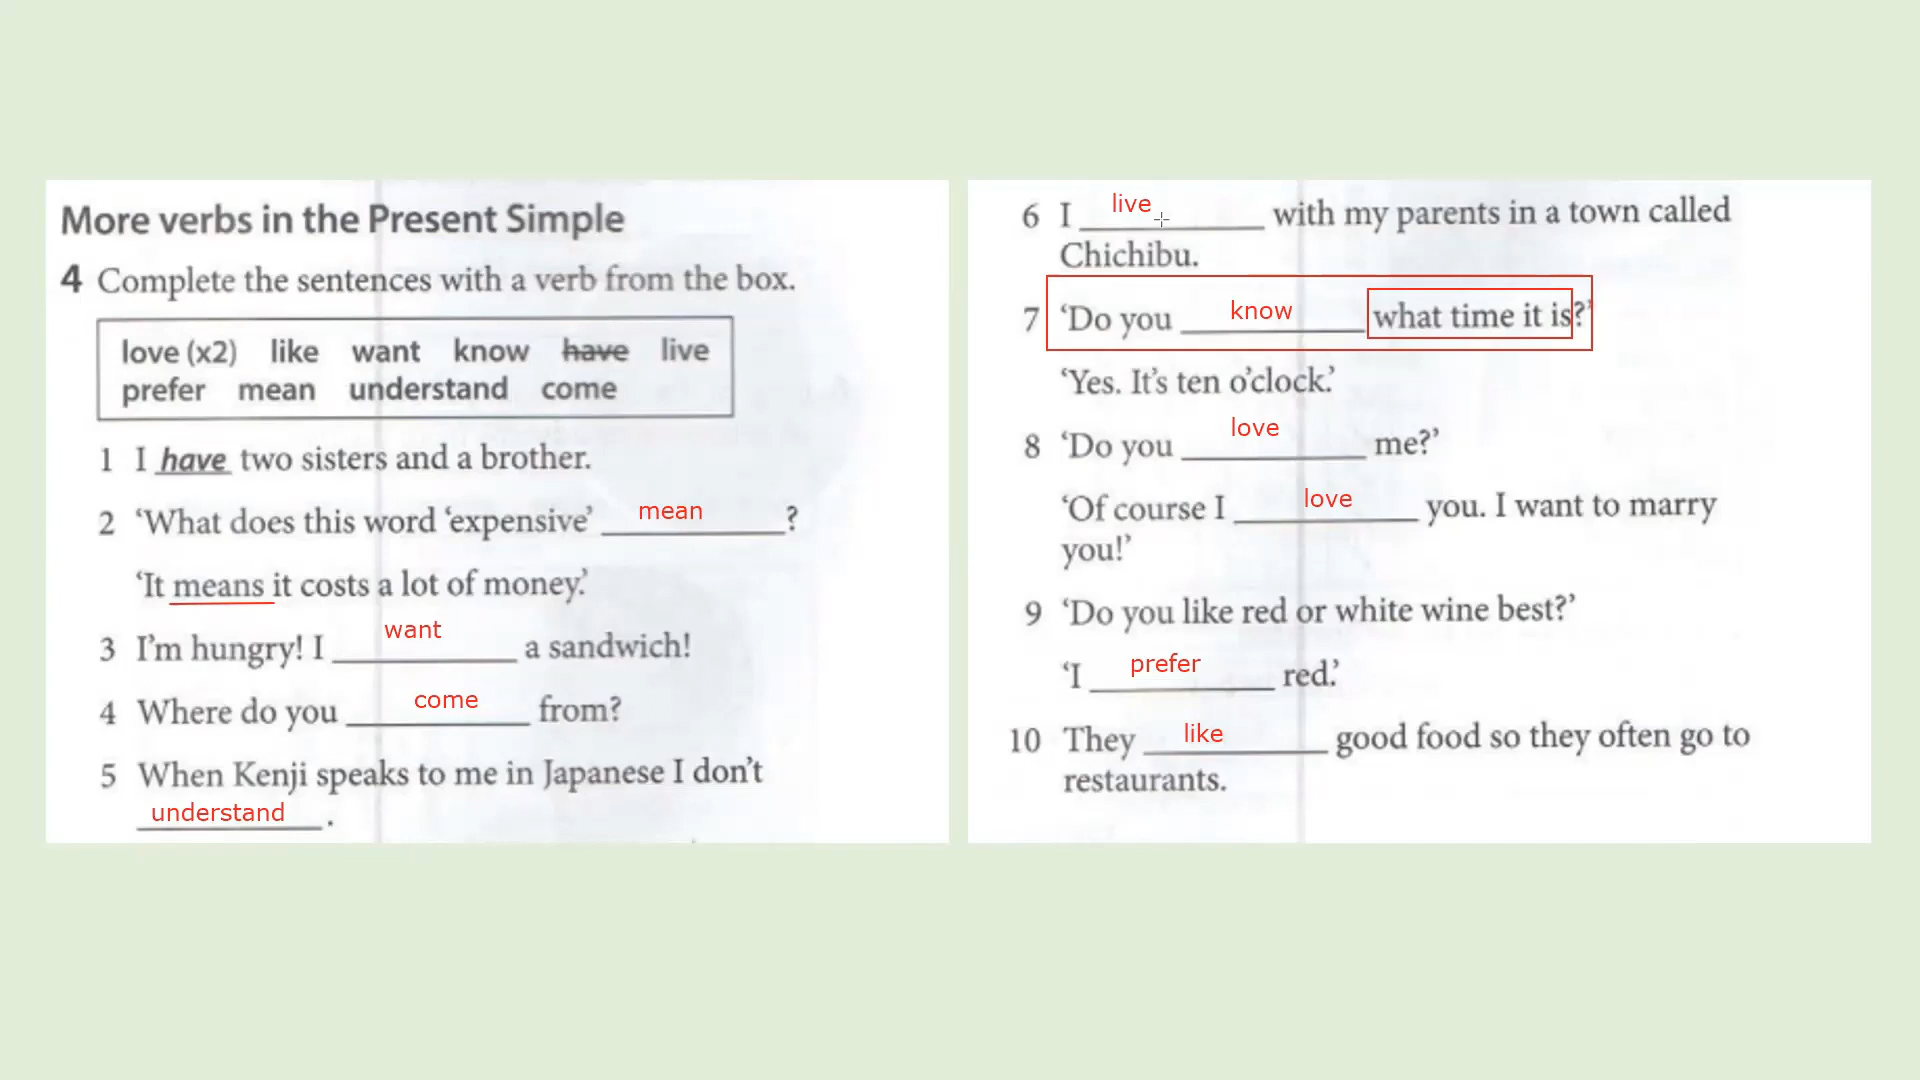 More verbs in the Present Simple
4 Complete the sentences with a verb from the box.
love (x2) like want know have live
prefer mean understand come
1 I have two sisters and a brother.
2 ‘What does this word ‘expensive’ mean ?
‘It means it costs a lot of money.’
3 I’m hungry! I want a sandwich!
4 Where do you come from?
5 When Kenji speaks to me in Japanese I don’t
understand .
6 I live with my parents in a town called
Chichibu.
7 ‘Do you know what time it is?’
‘Yes. It’s ten o’clock.’
8 ‘Do you love me?’
‘Of course I love you. I want to marry
you!’
9 ‘Do you like red or white wine best?’
‘I prefer red.’
10 They like good food so they often go to
restaurants.